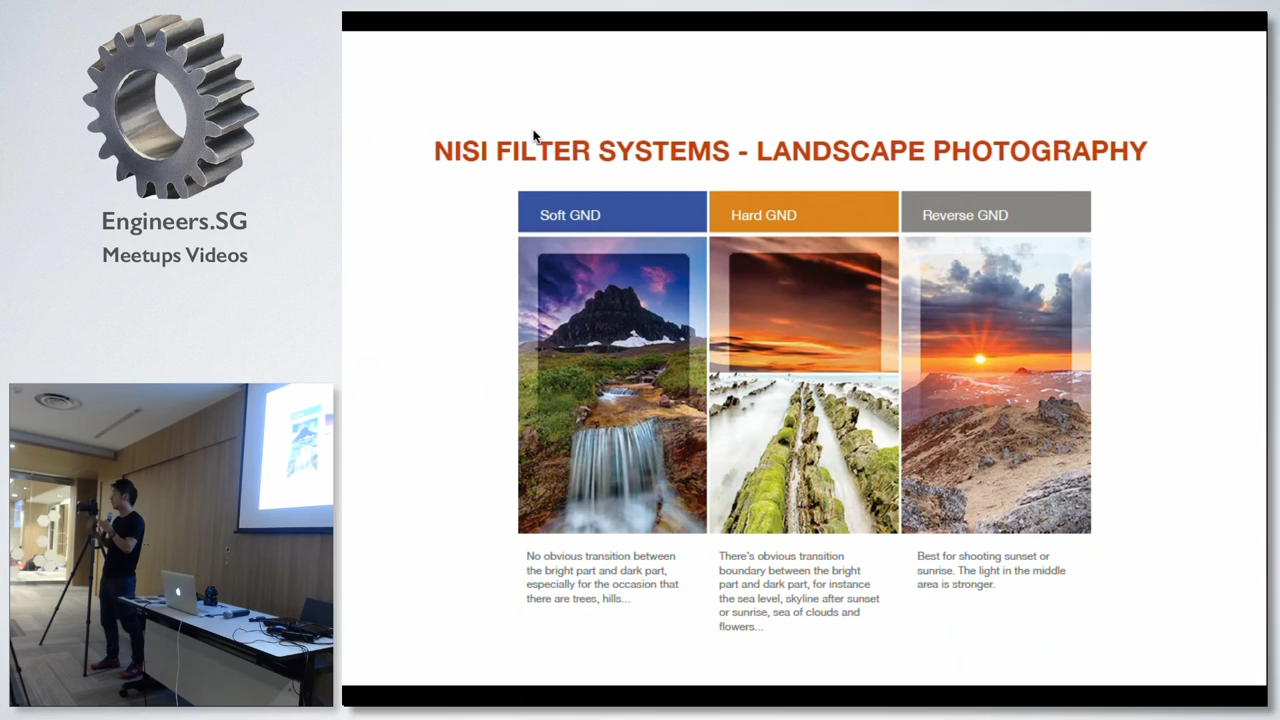 Engineers.SG
Meetups Videos
NISI FILTER SYSTEMS - LANDSCAPE PHOTOGRAPHY
Soft GND
Hard GND
Reverse GND
No obvious transition between
the bright part and dark part,
especially for the occasion that
there are trees, hills...
There's obvious transition
boundary between the bright
part and dark part, for instance
the sea level, skyline after sunset
or sunrise, sea of clouds and
flowers...
Best for shooting sunset or
sunrise. The light in the middle
area is stronger.